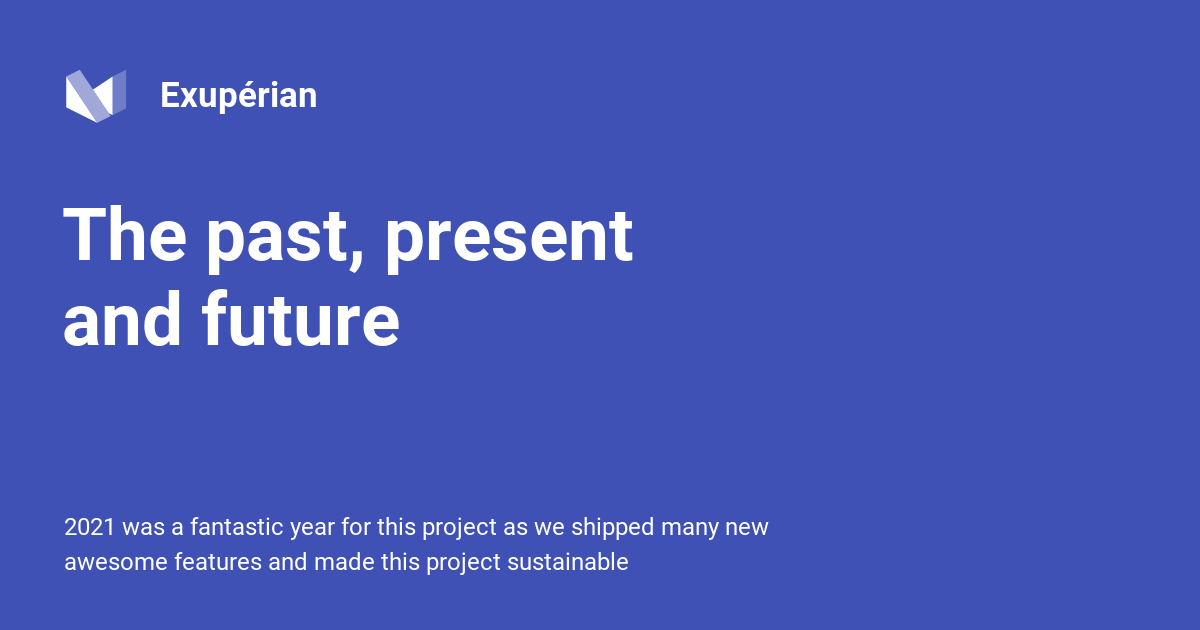 Exupérian
The past, present
and future
2021 was a fantastic year for this project as we shipped many new
awesome features and made this project sustainable